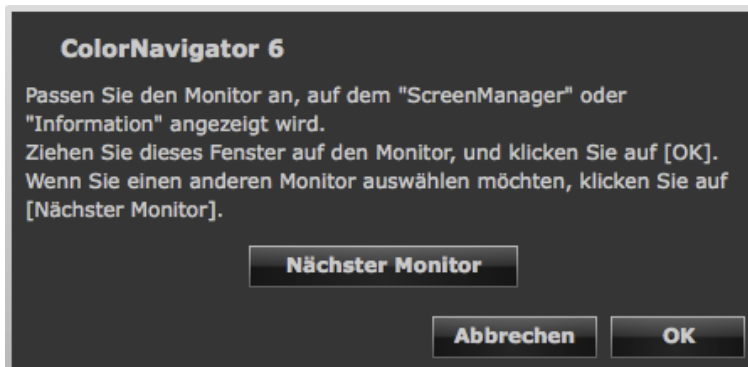 ColorNavigator 6
Passen Sie den Monitor an, auf dem "ScreenManager" oder
"Information" angezeigt wird.
Ziehen Sie dieses Fenster auf den Monitor, und klicken Sie auf [OK].
Wenn Sie einen anderen Monitor auswählen möchten, klicken Sie auf
[Nächster Monitor].
Nächster Monitor
Abbrechen OK